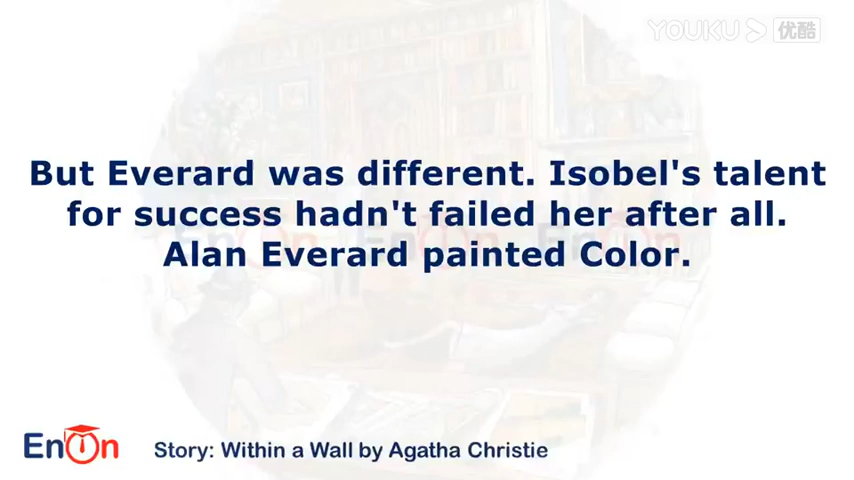 YOUKU 优酷
But Everard was different. Isobel's talent
for success hadn't failed her after all.
Alan Everard painted Color.
EnOn
Story: Within a Wall by Agatha Christie